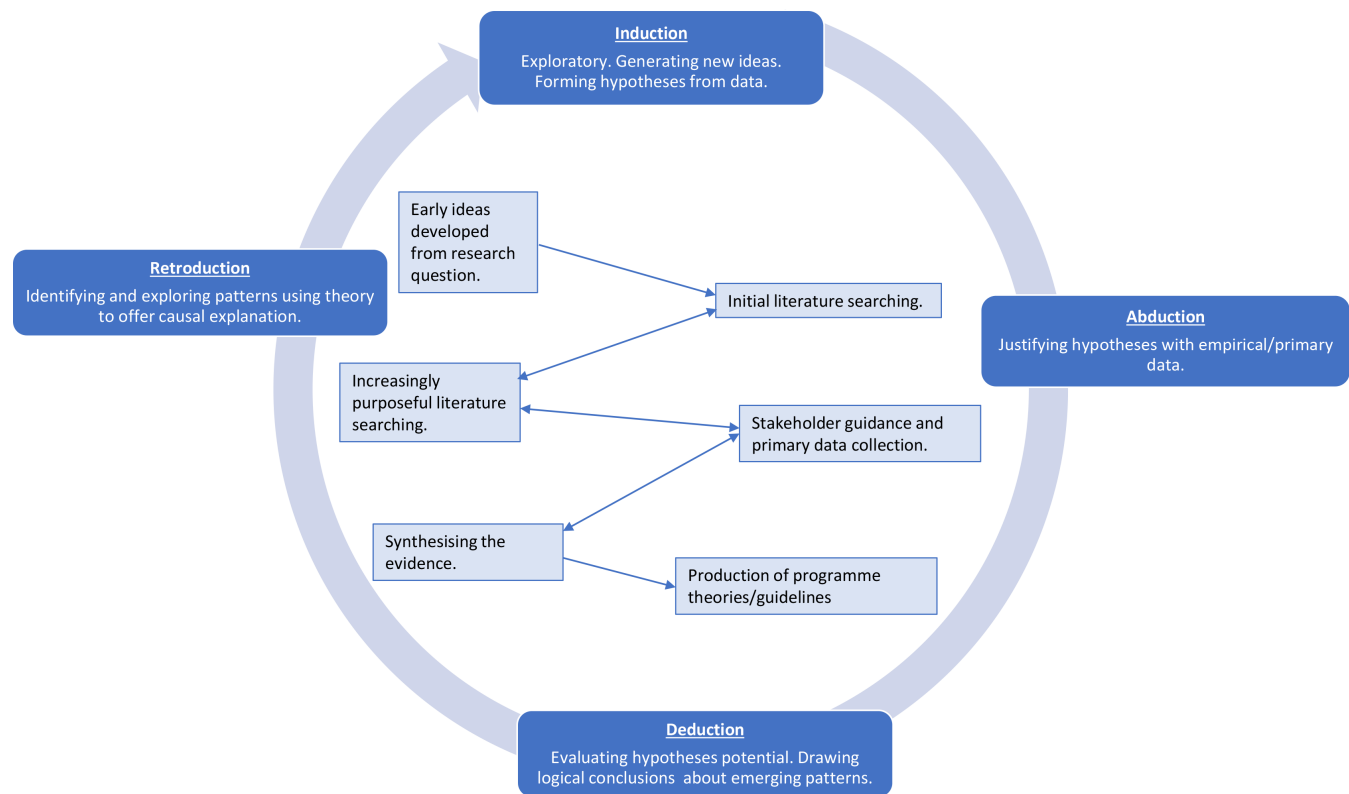 Induction
Exploratory. Generating new ideas.
Forming hypotheses from data.
Early ideas
developed
from research
question.
Retroduction
Identifying and exploring patterns using theory
to offer causal explanation.
Initial literature searching.
Abduction
Justifying hypotheses with empirical/primary
data.
Increasingly
purposeful literature
searching.
Stakeholder guidance and
primary data collection.
Synthesising the
evidence.
Production of programme
theories/guidelines
Deduction
Evaluating hypotheses potential. Drawing
logical conclusions  about emerging patterns.